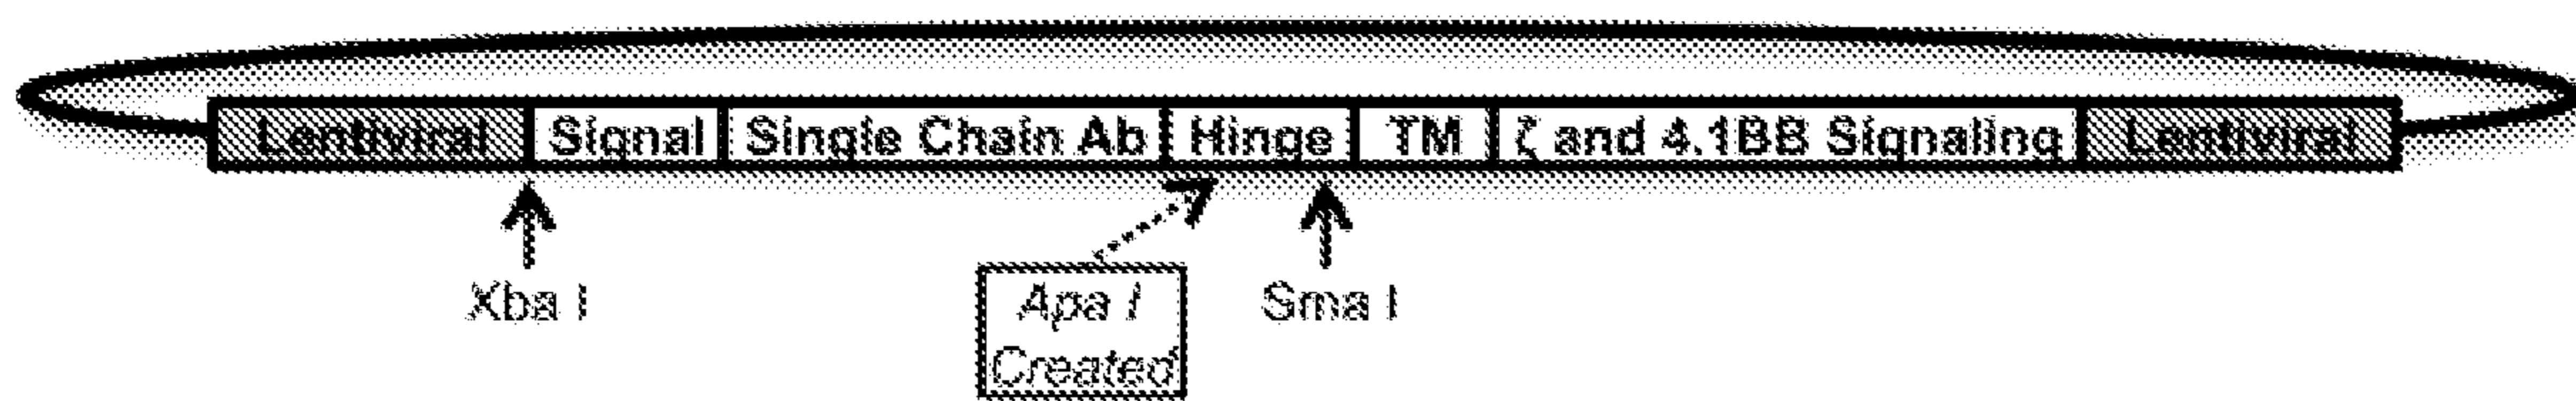 Lentiviral Signal Single Chain Ab Hinge TM ζ and 4.1BB Signaling Lentiviral
Xba I Apa I Sma I
Created